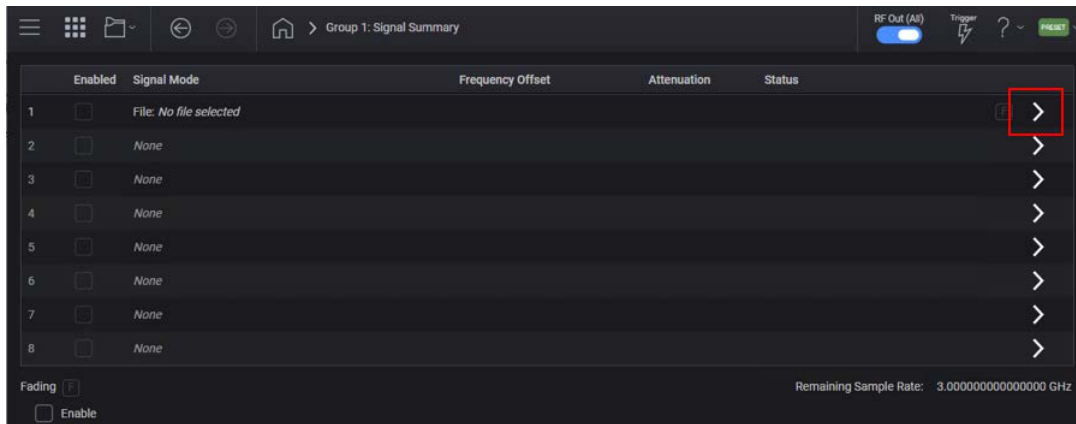 > Group 1: Signal Summary RF Out (All) Trigger ? PRESET
Enabled Signal Mode Frequency Offset Attenuation Status
1 File: No file selected F
2 None
3 None
4 None
5 None
6 None
7 None
8 None
Fading F Remaining Sample Rate: 3.000000000000000 GHz
Enable